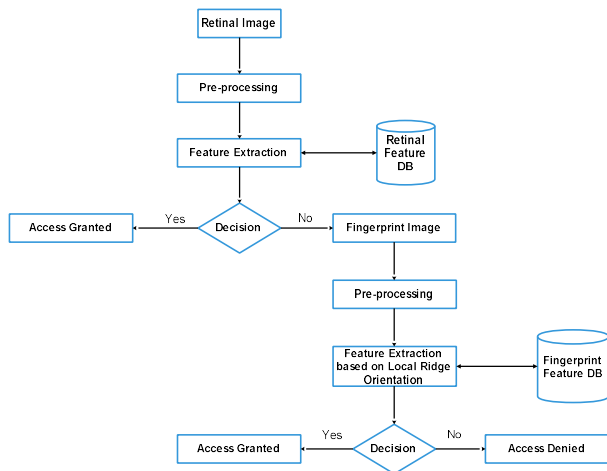 Retinal Image
Pre-processing
Feature Extraction
Retinal
Feature
DB
Yes
No
Access Granted
Decision
Fingerprint Image
Pre-processing
Feature Extraction
based on Local Ridge
Orientation
Fingerprint
Feature DB
Yes
No
Access Granted
Decision
Access Denied